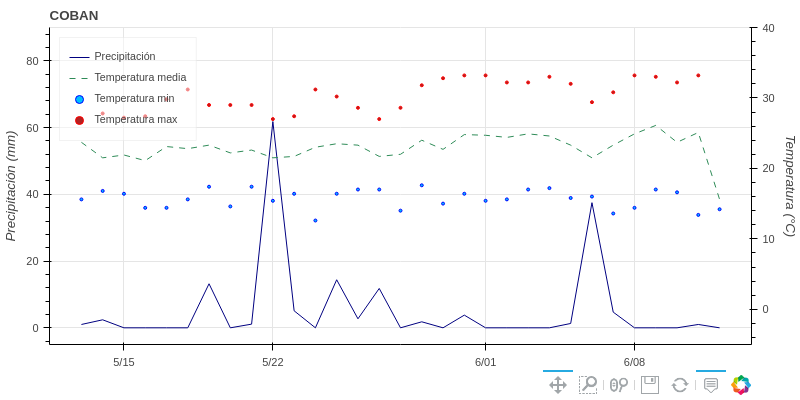 COBAN
Precipitación
Temperatura media
Temperatura min
Temperatura max
Precipitación (mm)
80
60
40
20
0
40
30
20
10
0
Temperatura (°C)
5/15
5/22
6/01
6/08